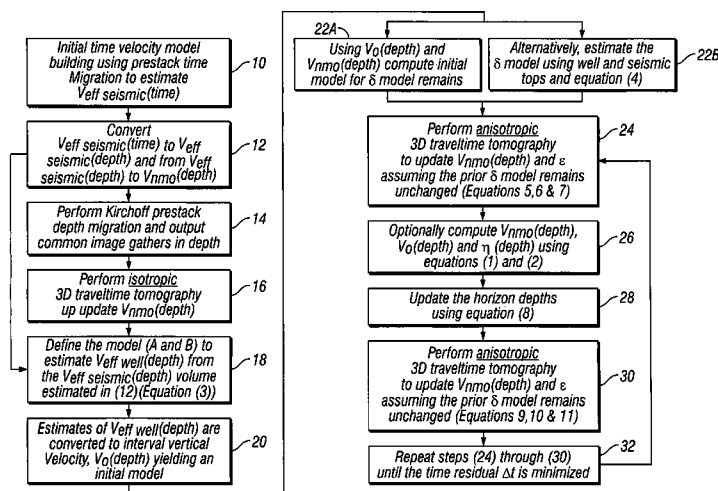 Initial time velocity model
building using prestack time
Migration to estimate
Veff seismic(time)
10
Convert
Veff seismic(time) to Veff
seismic(depth) and from Veff
seismic(depth) to Vnmo(depth)
12
Perform Kirchoff prestack
depth migration and output
common image gathers in depth
14
Perform isotropic
3D traveltime tomography
up update Vnmo(depth)
16
Define the model (A and B) to
estimate Veff well(depth) from
the Veff seismic(depth) volume
estimated in (12)(Equation (3))
18
Estimates of Veff well(depth) are
converted to interval vertical
Velocity, V0(depth) yielding an
initial model
20
22A
Using V0(depth) and
Vnmo(depth) compute initial
model for δ model remains
Alternatively, estimate the
δ model using well and seismic
tops and equation (4)
22B
Perform anisotropic
3D traveltime tomography
to update Vnmo(depth) and ε
assuming the prior δ model remains
unchanged (Equations 5,6 & 7)
24
Optionally compute Vnmo(depth),
V0(depth) and η (depth) using
equations (1) and (2)
26
Update the horizon depths
using equation (8)
28
Perform anisotropic
3D traveltime tomography
to update Vnmo(depth) and ε
assuming the prior δ model remains
unchanged (Equations 9,10 & 11)
30
Repeat steps (24) through (30)
until the time residual Δt is minimized
32